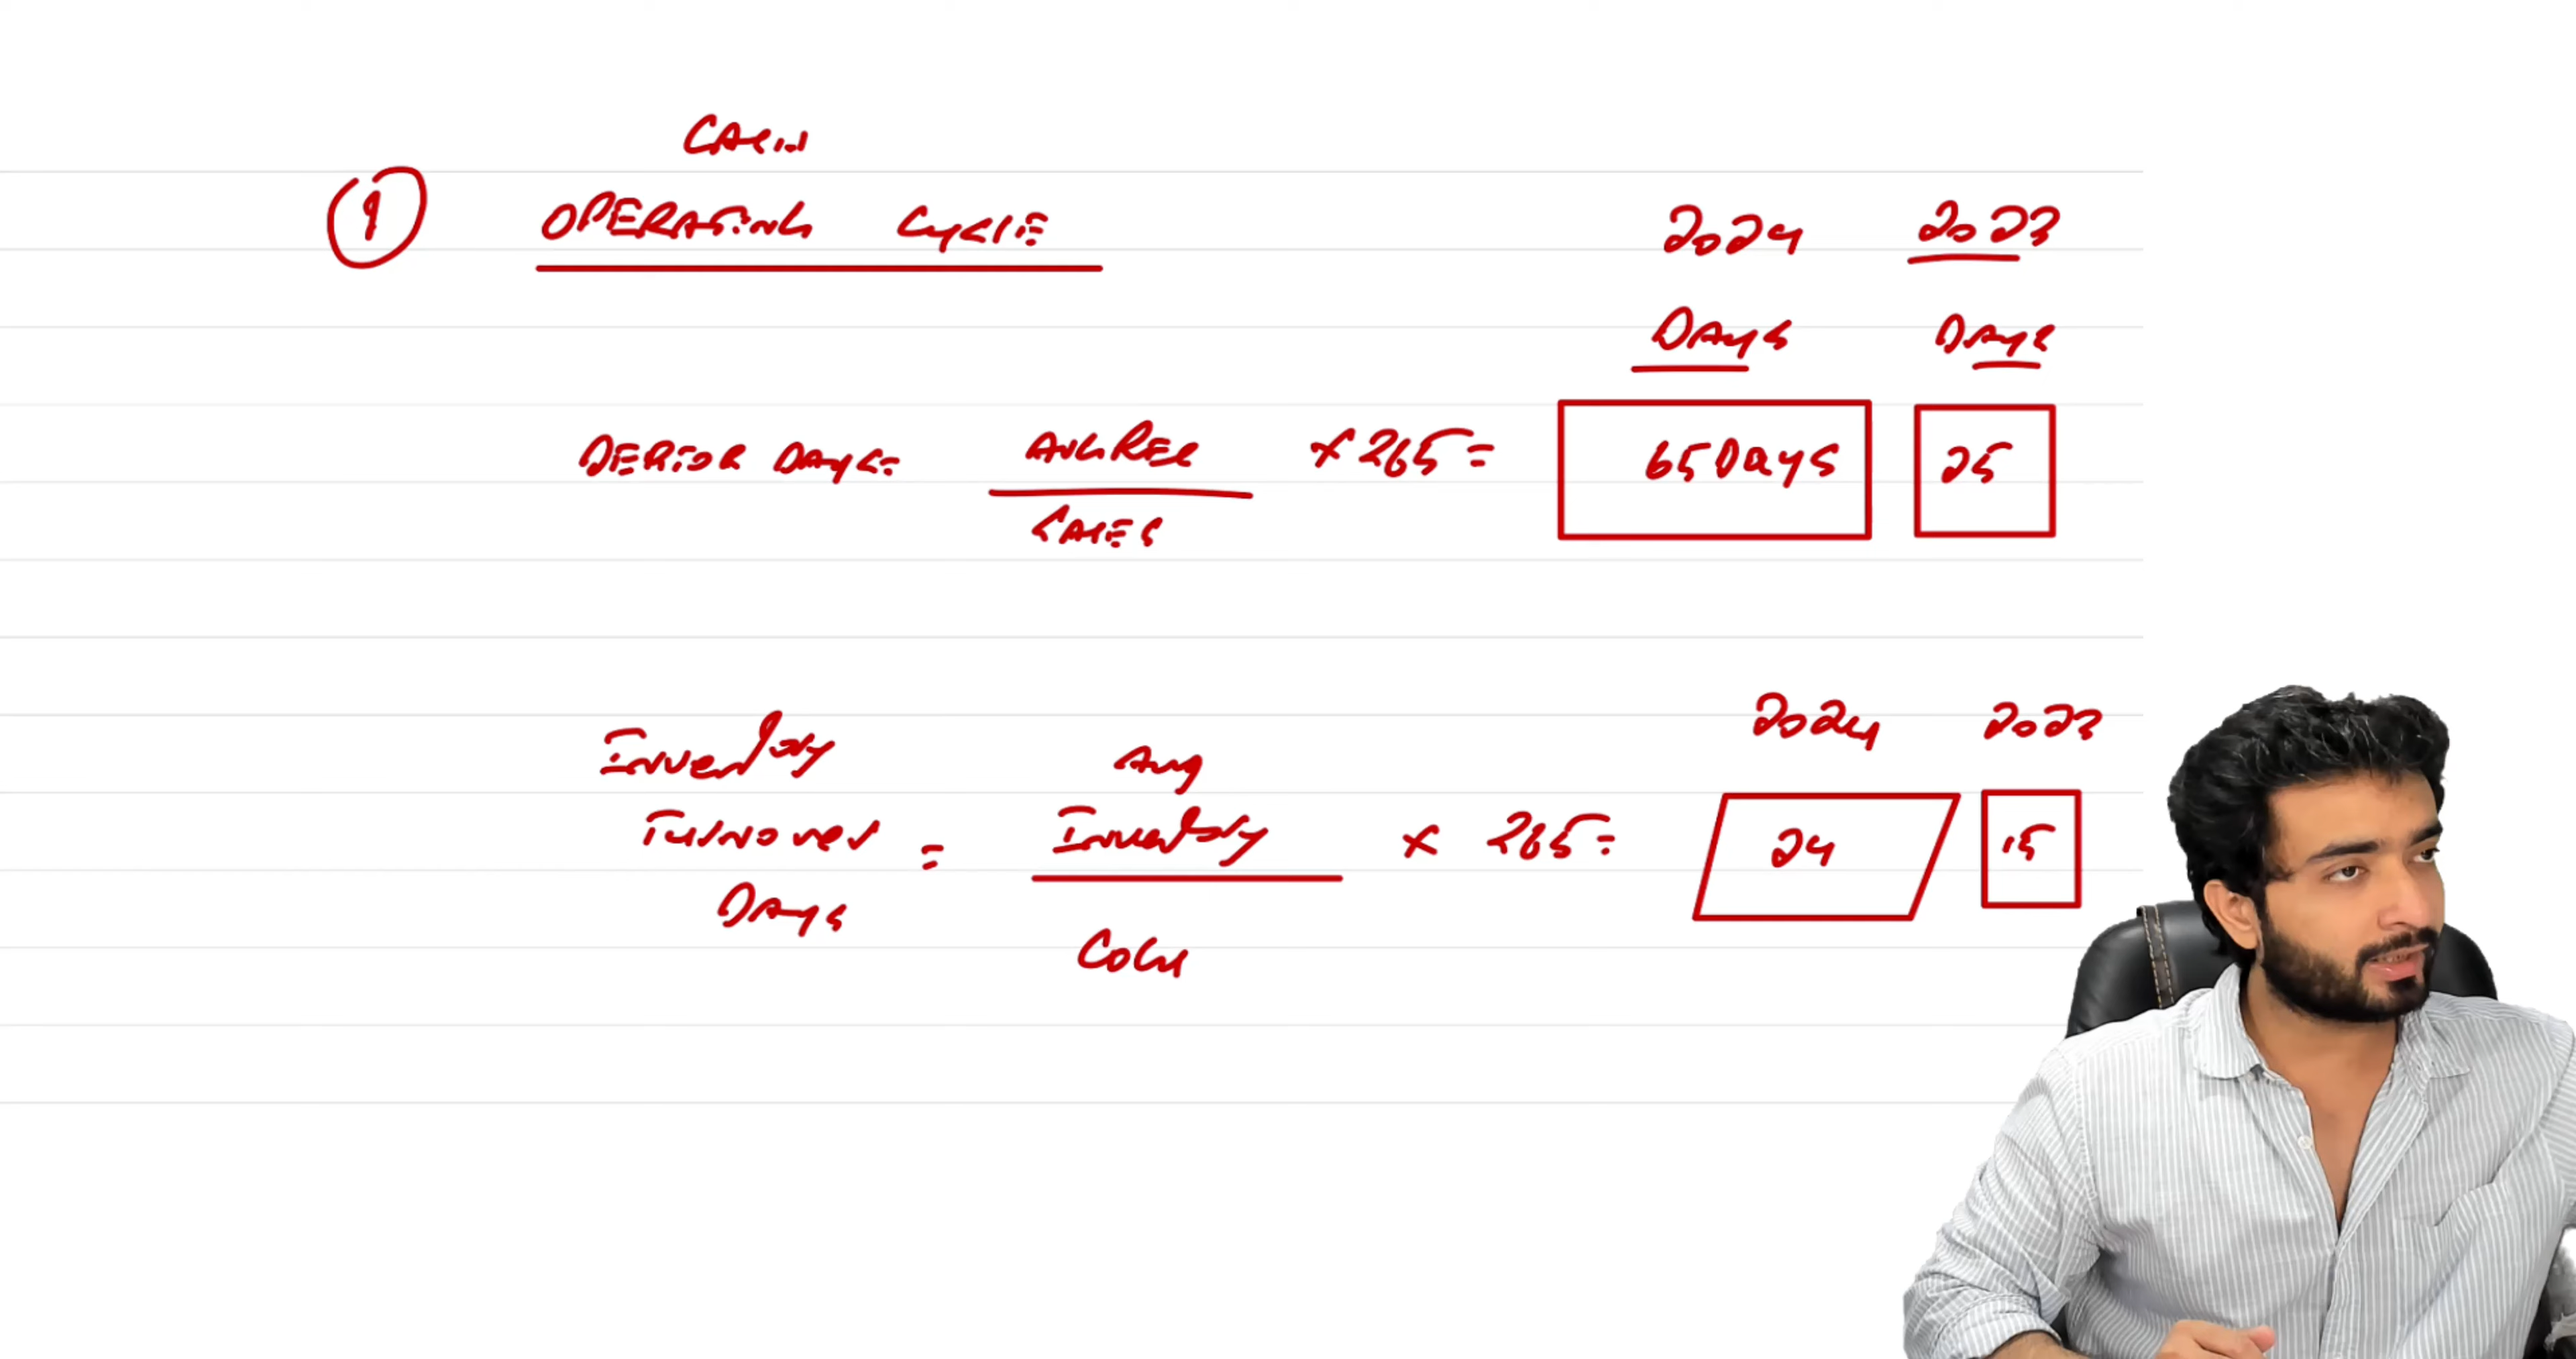 CASH
1 OPERATING CYCLE 2024 2023
Days Days
DEBTOR DAYS = AVG REC × 365 = 65 Days 25
SALES
2024 2023
Inventory Avg
Turnover = Inventory × 365 = 24 15
Days COGS